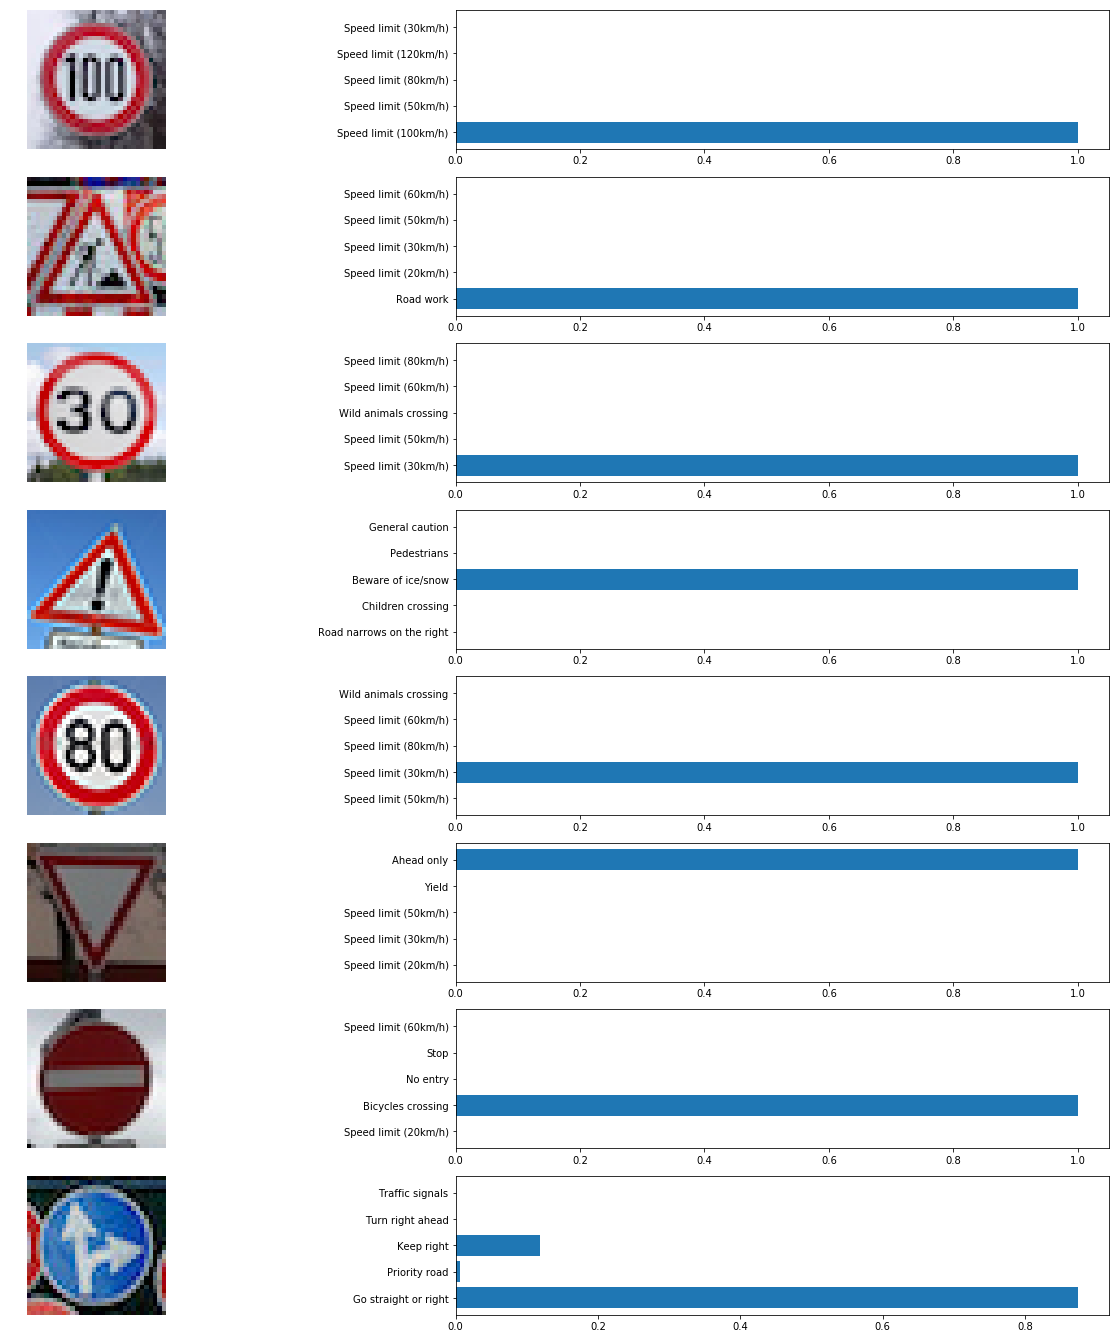 100
Speed limit (30km/h)
Speed limit (120km/h)
Speed limit (80km/h)
Speed limit (50km/h)
Speed limit (100km/h)
0.0 0.2 0.4 0.6 0.8 1.0
Speed limit (60km/h)
Speed limit (50km/h)
Speed limit (30km/h)
Speed limit (20km/h)
Road work
0.0 0.2 0.4 0.6 0.8 1.0
30
Speed limit (80km/h)
Speed limit (60km/h)
Wild animals crossing
Speed limit (50km/h)
Speed limit (30km/h)
0.0 0.2 0.4 0.6 0.8 1.0
!
General caution
Pedestrians
Beware of ice/snow
Children crossing
Road narrows on the right
0.0 0.2 0.4 0.6 0.8 1.0
80
Wild animals crossing
Speed limit (60km/h)
Speed limit (80km/h)
Speed limit (30km/h)
Speed limit (50km/h)
0.0 0.2 0.4 0.6 0.8 1.0
Ahead only
Yield
Speed limit (50km/h)
Speed limit (30km/h)
Speed limit (20km/h)
0.0 0.2 0.4 0.6 0.8 1.0
Speed limit (60km/h)
Stop
No entry
Bicycles crossing
Speed limit (20km/h)
0.0 0.2 0.4 0.6 0.8 1.0
Traffic signals
Turn right ahead
Keep right
Priority road
Go straight or right
0.0 0.2 0.4 0.6 0.8